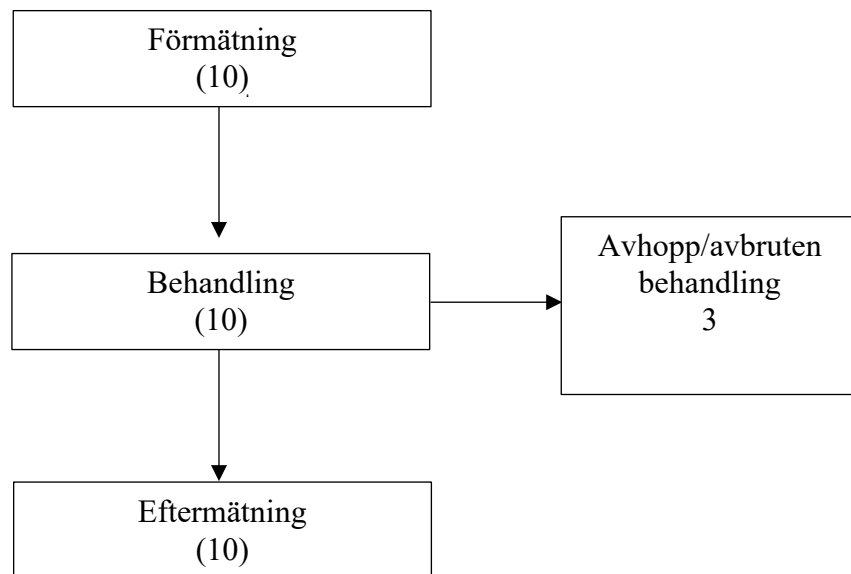 Förmätning
(10)
Behandling
(10)
Avhopp/avbruten
behandling
3
Eftermätning
(10)